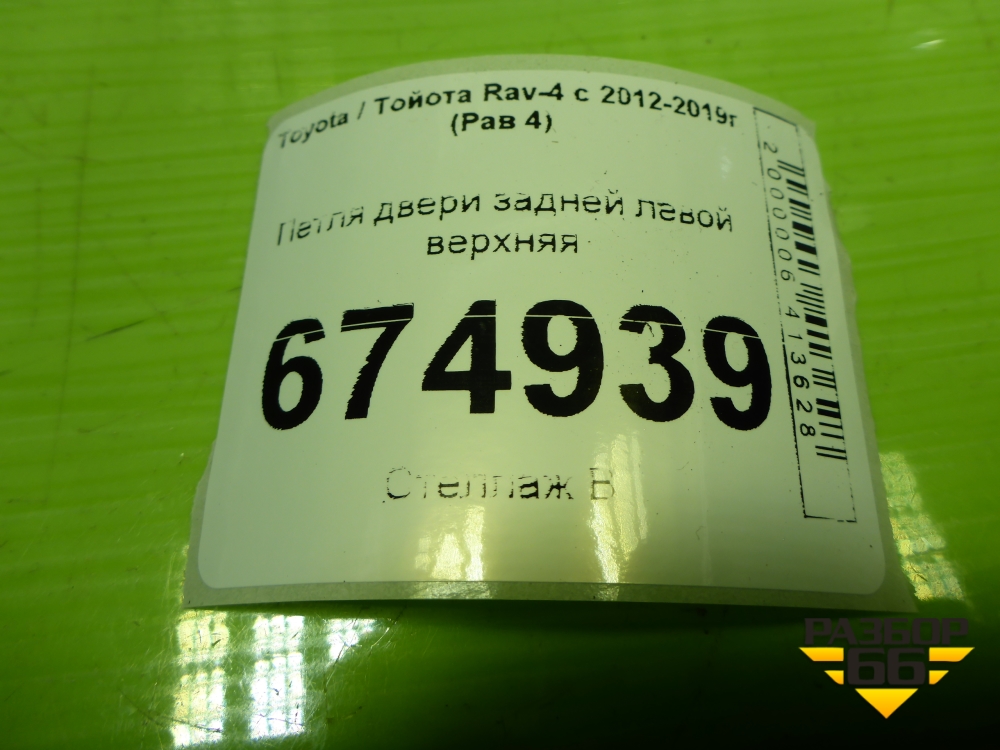 Toyota / Тойота Rav-4 с 2012-2019г
(Рав 4)
Петля двери задней левой
верхняя
674939
Стеллаж В
2000006413628
РАЗБОР
66